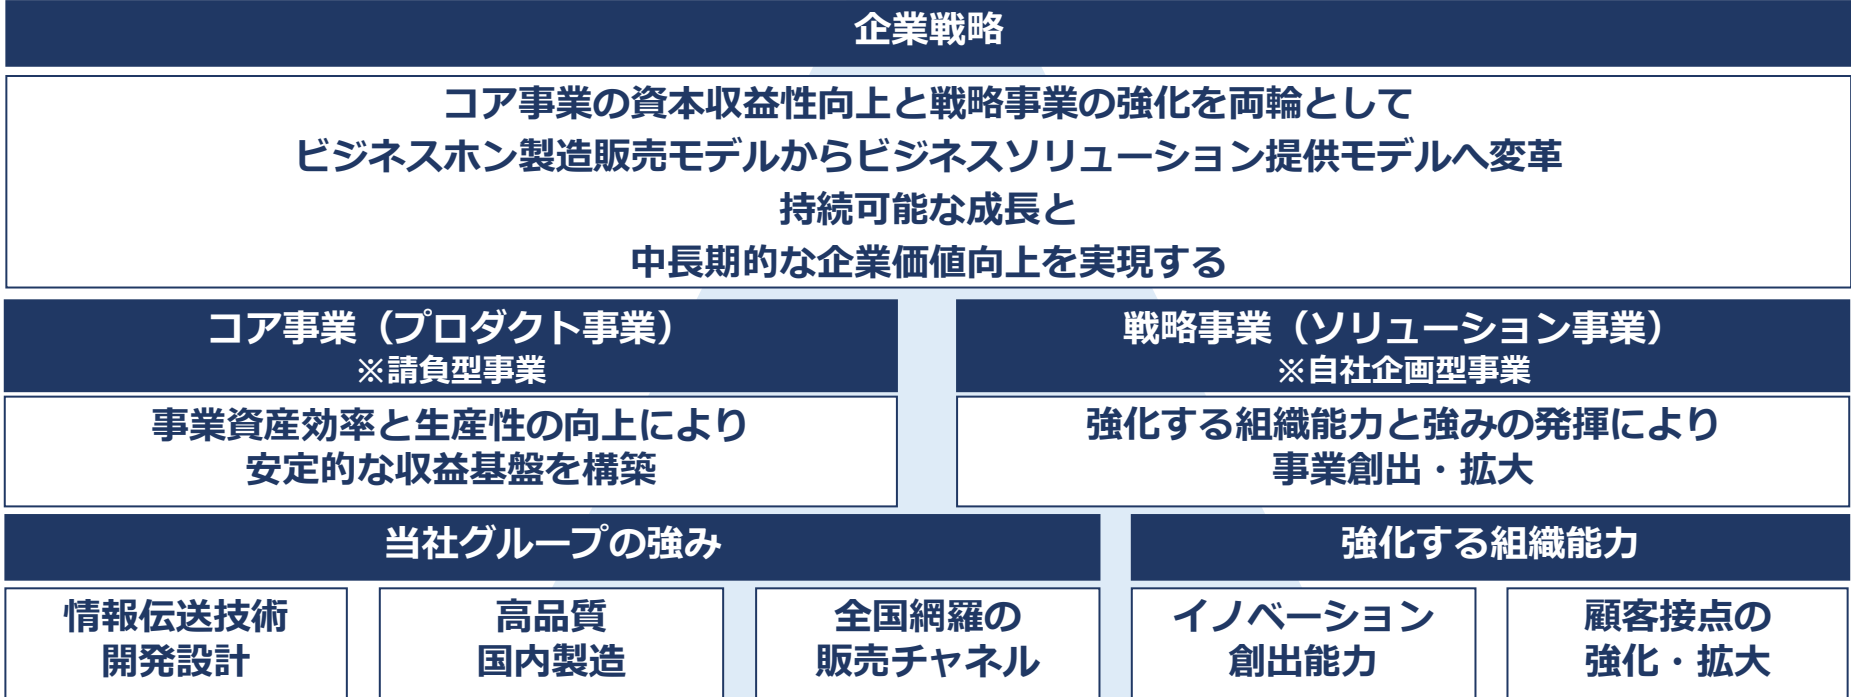 企業戦略
コア事業の資本収益性向上と戦略事業の強化を両輪として
ビジネスホン製造販売モデルからビジネスソリューション提供モデルへ変革
持続可能な成長と
中長期的な企業価値向上を実現する
コア事業（プロダクト事業）
※請負型事業
事業資産効率と生産性の向上により
安定的な収益基盤を構築
戦略事業（ソリューション事業）
※自社企画型事業
強化する組織能力と強みの発揮により
事業創出・拡大
当社グループの強み
情報伝送技術
開発設計
高品質
国内製造
全国網羅の
販売チャネル
強化する組織能力
イノベーション
創出能力
顧客接点の
強化・拡大